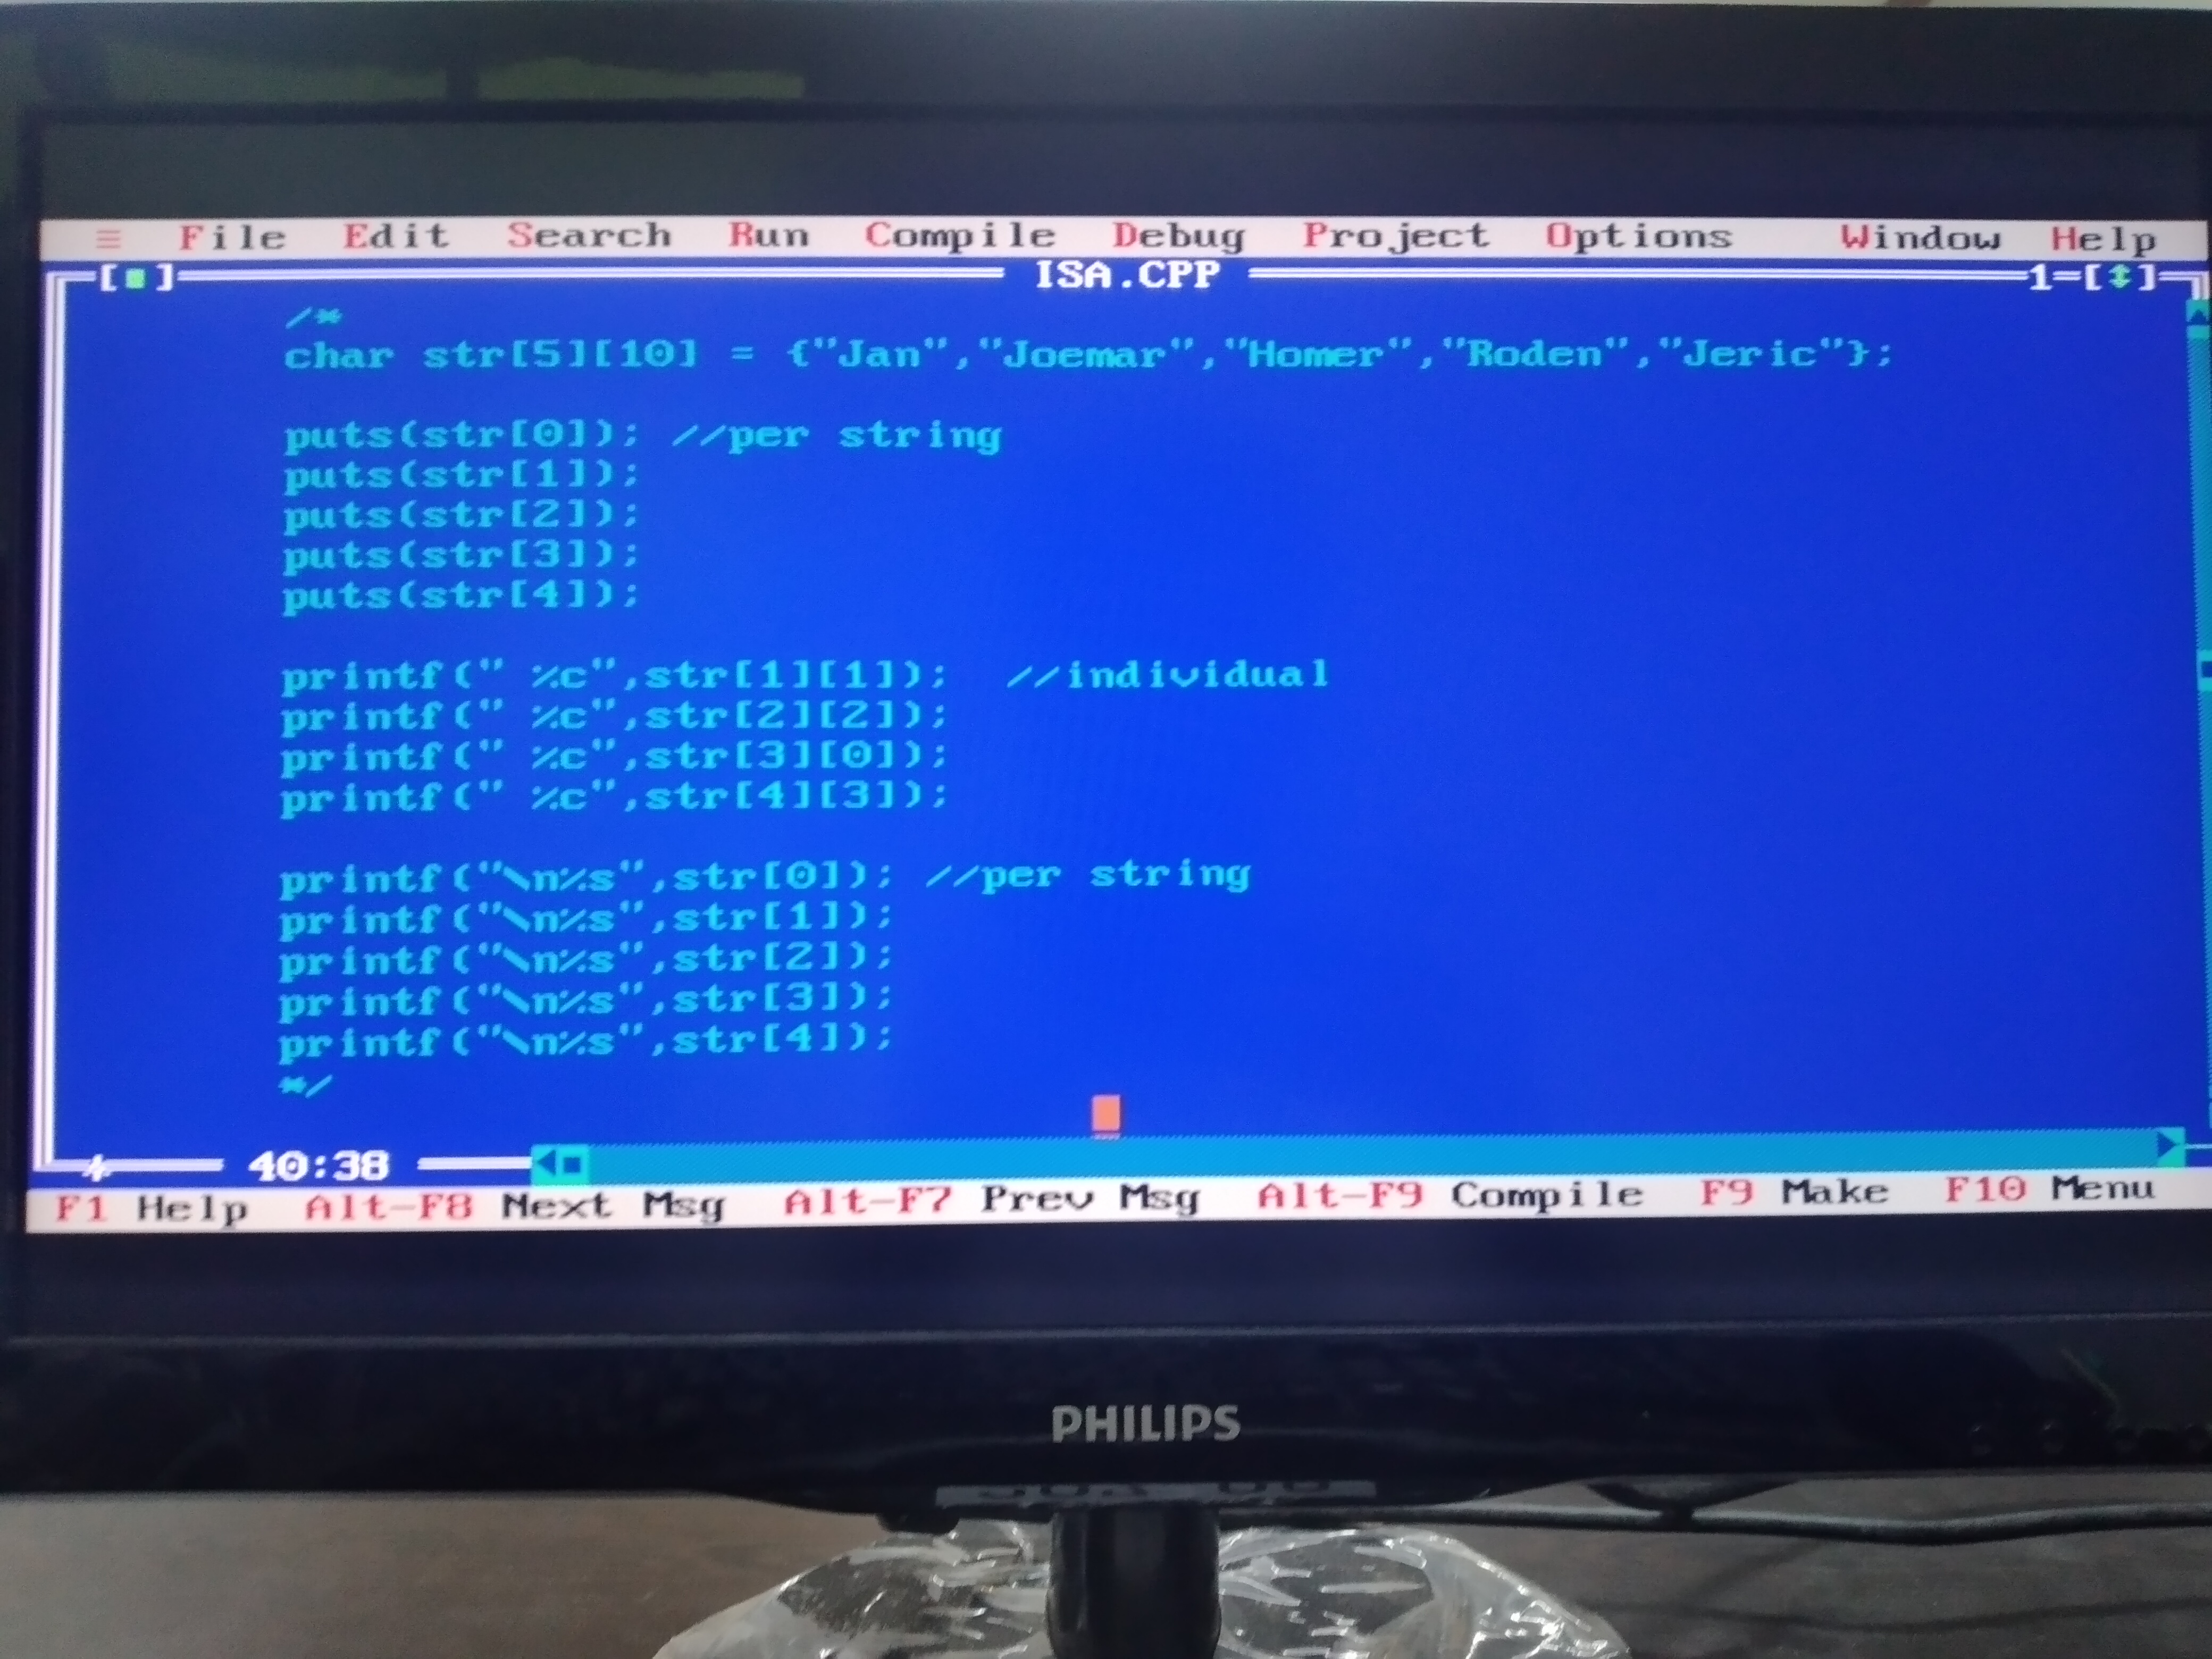 ≡ File Edit Search Run Compile Debug Project Options Window Help
[■] ISA.CPP 1=[↕]
/*
char str[5][10] = {"Jan","Joemar","Homer","Roden","Jeric"};
puts(str[0]); //per string
puts(str[1]);
puts(str[2]);
puts(str[3]);
puts(str[4]);
printf(" %c",str[1][1]); //individual
printf(" %c",str[2][2]);
printf(" %c",str[3][0]);
printf(" %c",str[4][3]);
printf("\n%s",str[0]); //per string
printf("\n%s",str[1]);
printf("\n%s",str[2]);
printf("\n%s",str[3]);
printf("\n%s",str[4]);
*/
* 40:38
F1 Help Alt-F8 Next Msg Alt-F7 Prev Msg Alt-F9 Compile F9 Make F10 Menu
PHILIPS